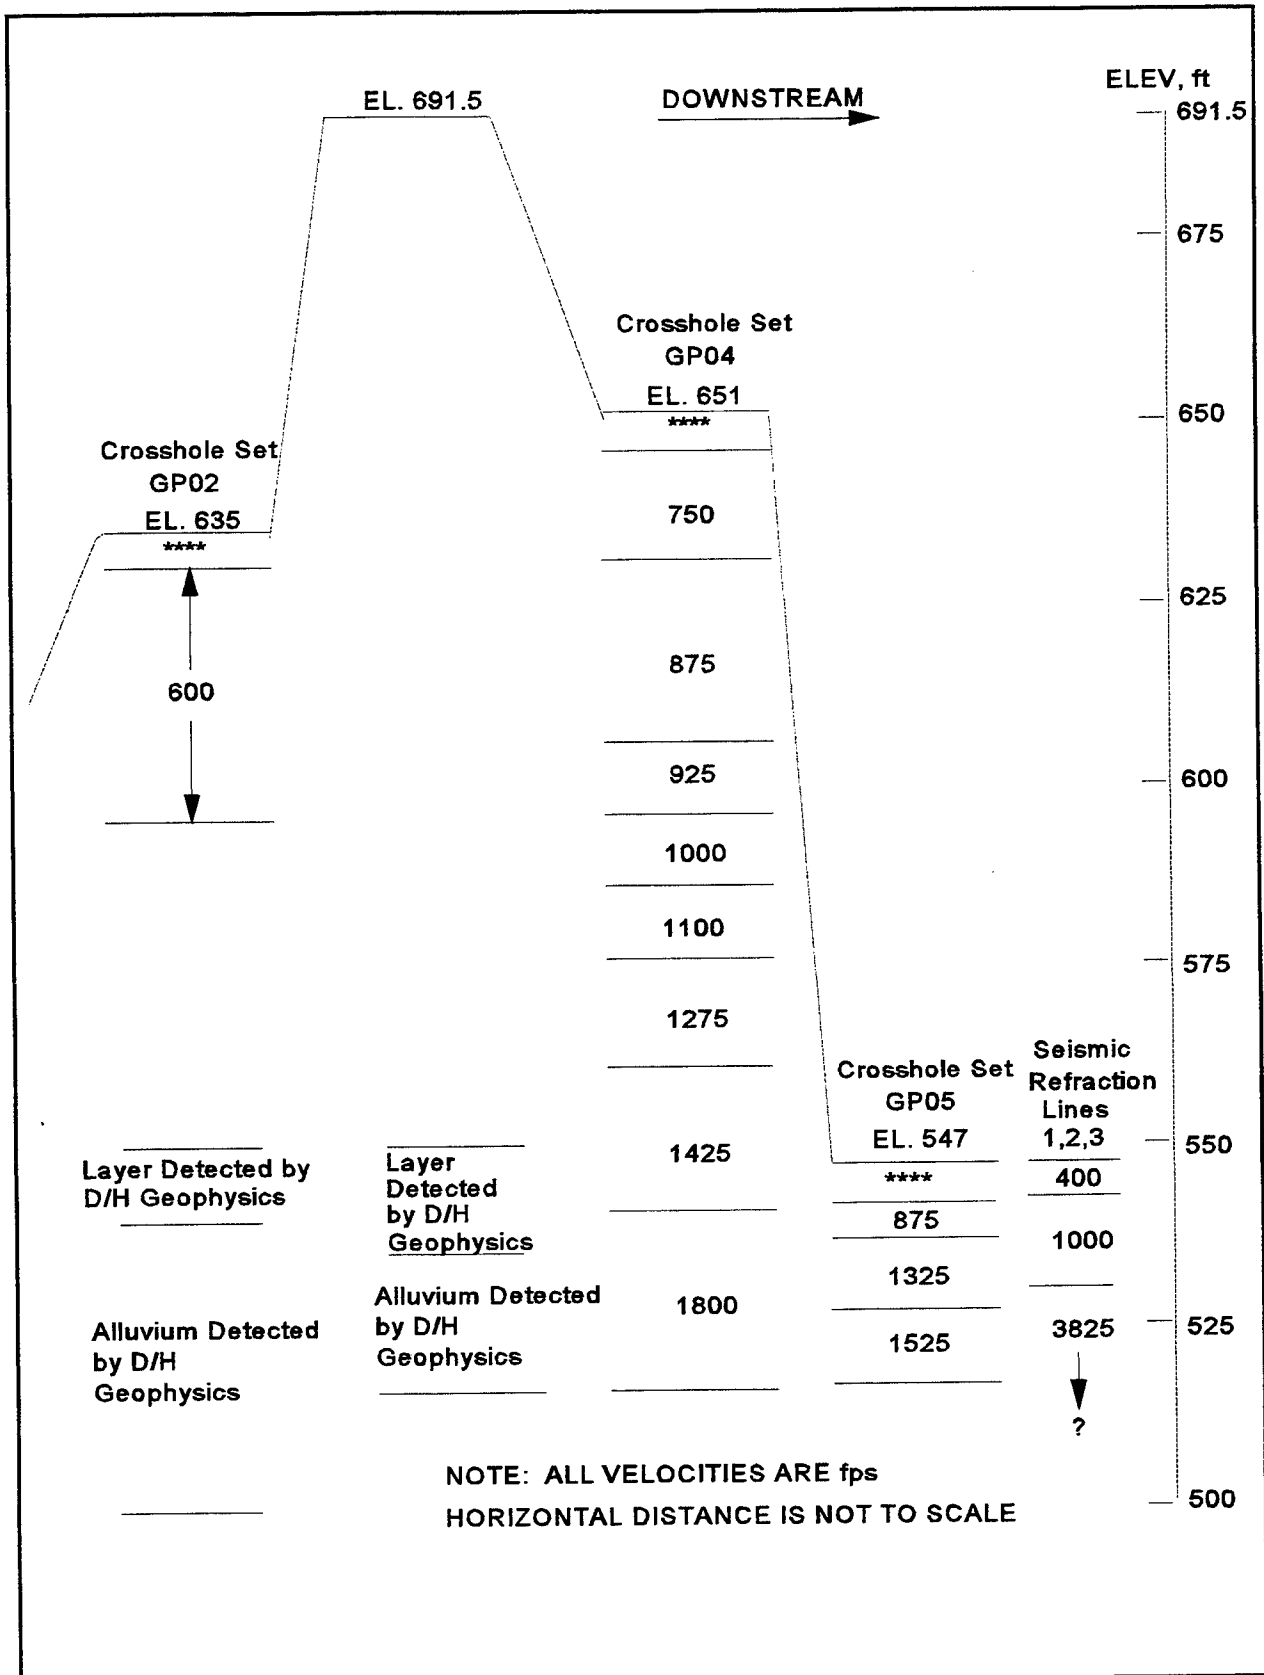 ELEV, ft
EL. 691.5
DOWNSTREAM
691.5
675
Crosshole Set
GP04
EL. 651
****
650
Crosshole Set
GP02
EL. 635
****
750
625
600
875
925
600
1000
1100
575
1275
Seismic
Refraction
Lines
1,2,3
Crosshole Set
GP05
EL. 547
****
550
1425
400
Layer Detected by
D/H Geophysics
Layer
Detected
by D/H
Geophysics
875
1000
1325
Alluvium Detected
by D/H
Geophysics
1800
Alluvium Detected
by D/H
Geophysics
1525
3825
525
?
NOTE: ALL VELOCITIES ARE fps
HORIZONTAL DISTANCE IS NOT TO SCALE
500